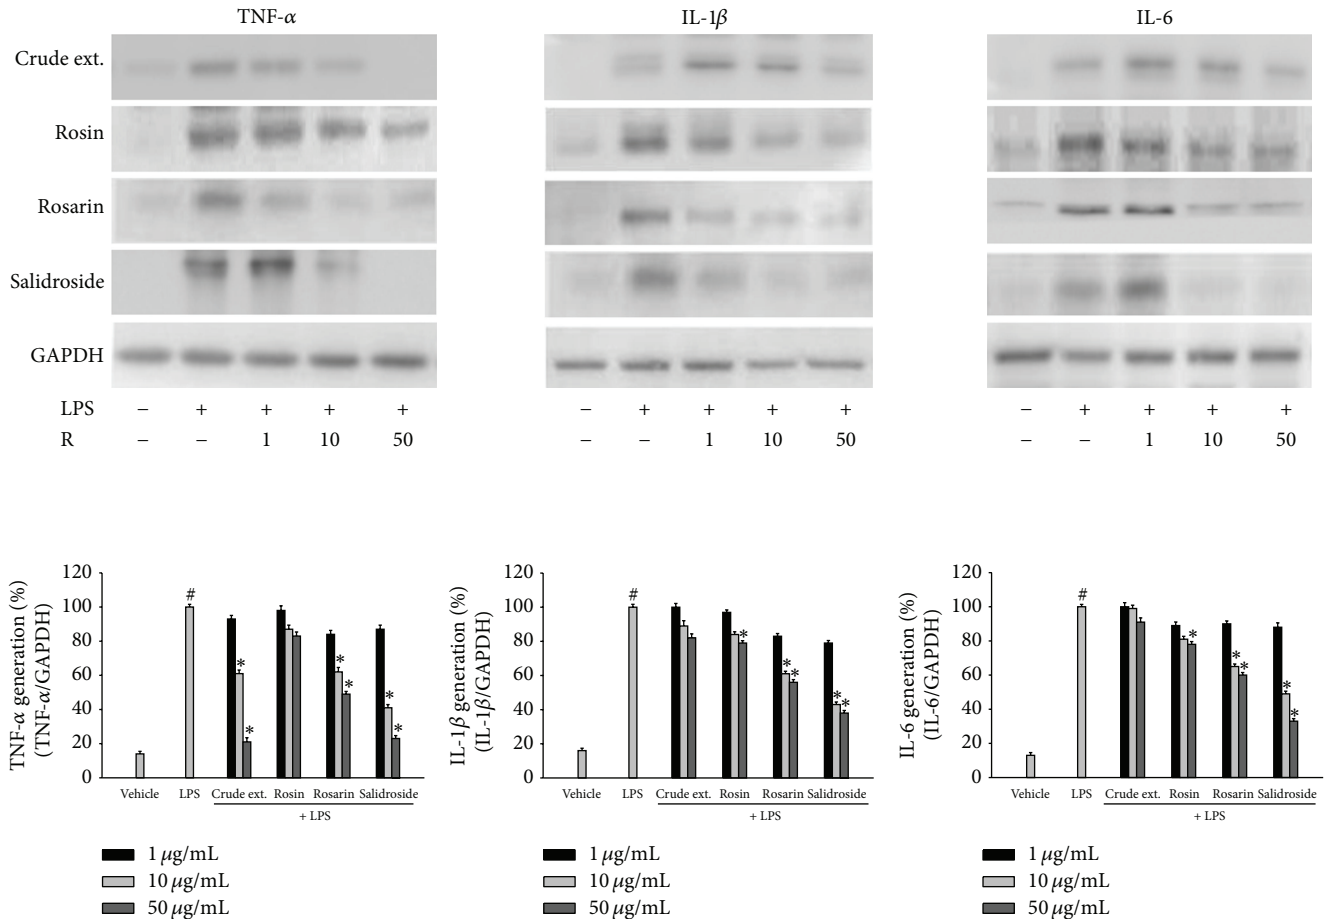 TNF-α IL-1β IL-6
Crude ext.
Rosin
Rosarin
Salidroside
GAPDH
LPS − + + + + − + + + + − + + + +
R − − 1 10 50 − − 1 10 50 − − 1 10 50
TNF-α generation (%)
(TNF-α/GAPDH)
120
100
80
60
40
20
0
#
* * * * * *
Vehicle LPS Crude ext. Rosin Rosarin Salidroside
+ LPS
1 μg/mL
10 μg/mL
50 μg/mL
IL-1β generation (%)
(IL-1β/GAPDH)
120
100
80
60
40
20
0
#
* * * * *
Vehicle LPS Crude ext. Rosin Rosarin Salidroside
+ LPS
1 μg/mL
10 μg/mL
50 μg/mL
IL-6 generation (%)
(IL-6/GAPDH)
120
100
80
60
40
20
0
#
* * * * *
Vehicle LPS Crude ext. Rosin Rosarin Salidroside
+ LPS
1 μg/mL
10 μg/mL
50 μg/mL